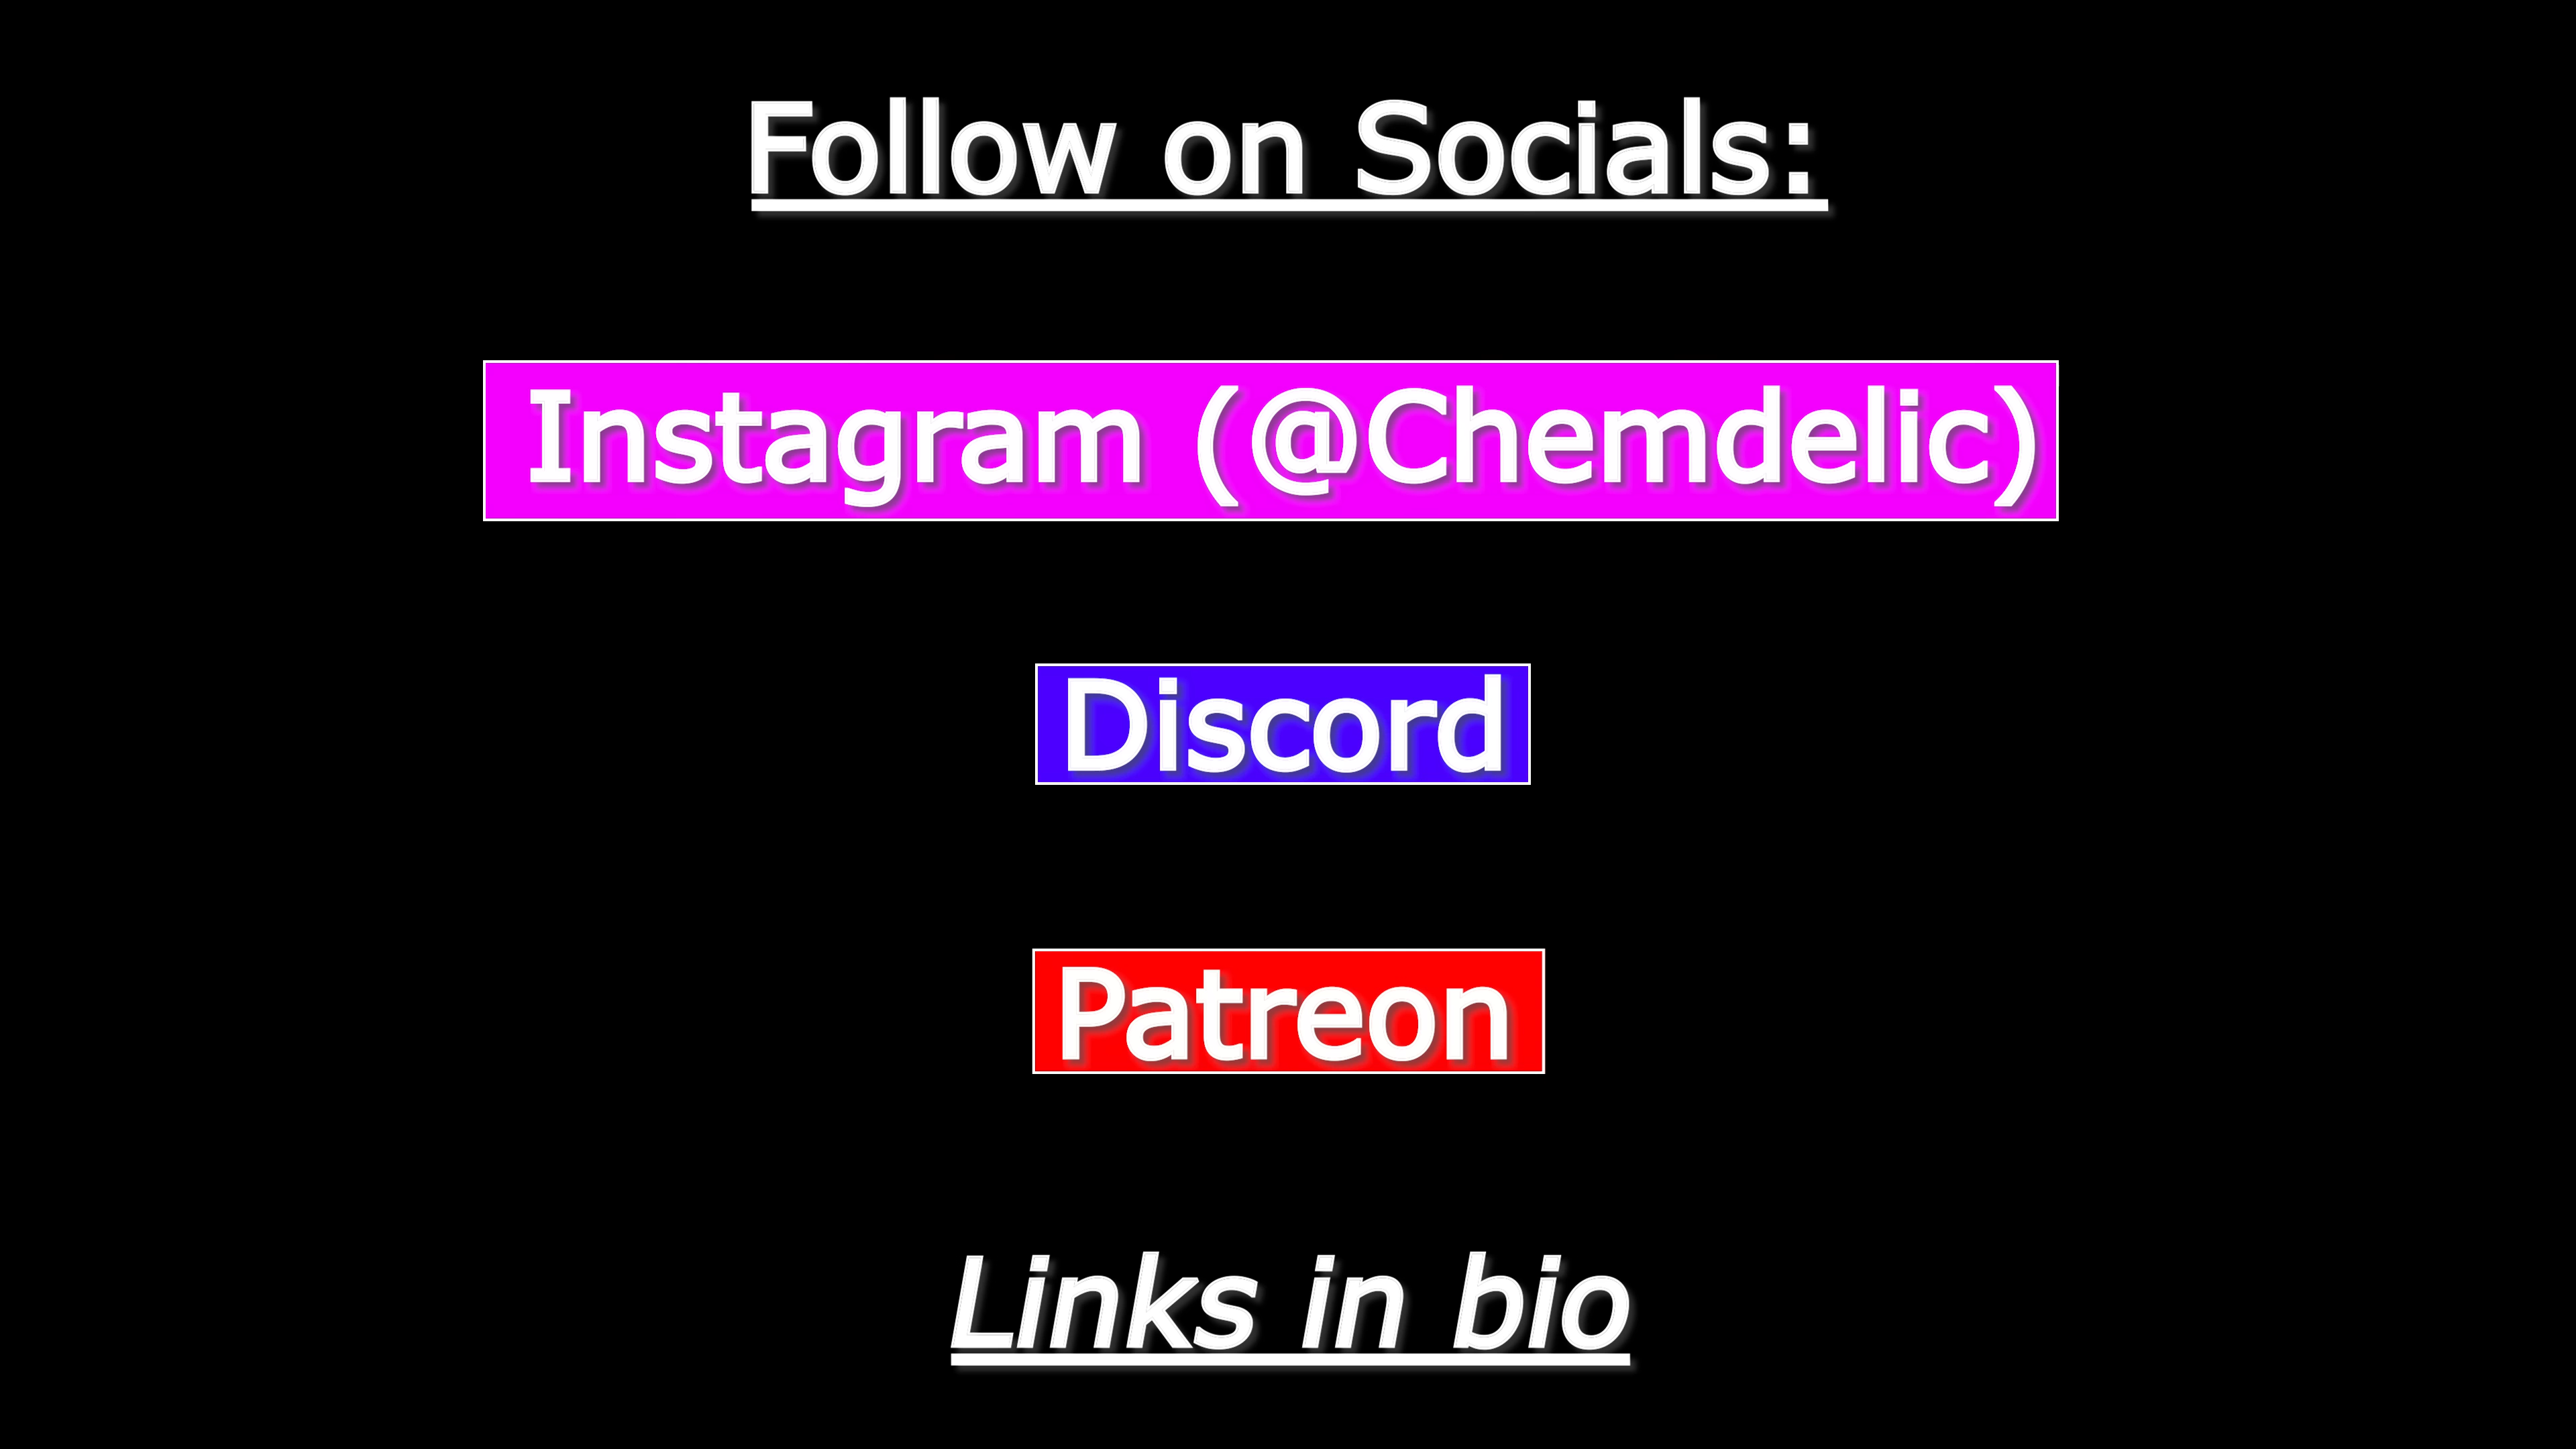 Follow on Socials:
Instagram (@Chemdelic)
Discord
Patreon
Links in bio